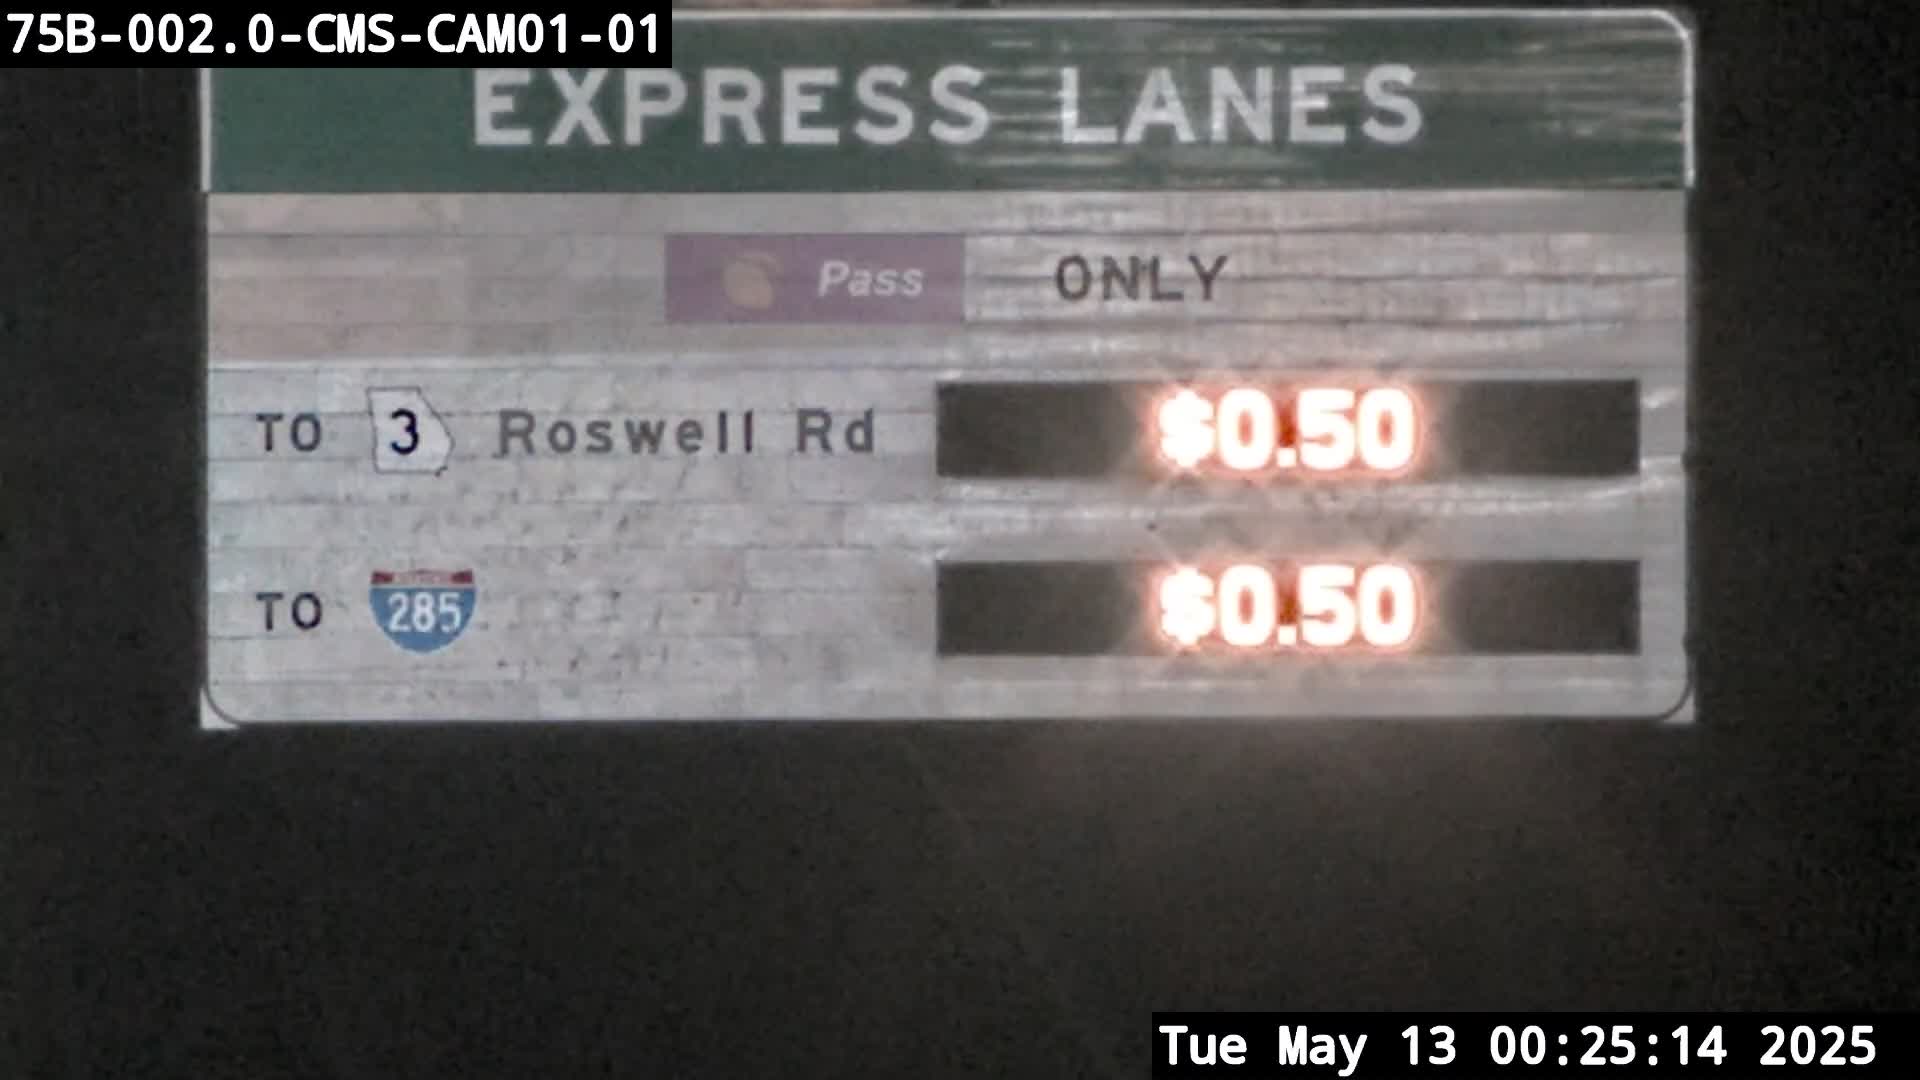 75B-002.0-CMS-CAM01-01
EXPRESS LANES
Pass ONLY
TO 3 Roswell Rd $0.50
TO 285 $0.50
Tue May 13 00:25:14 2025